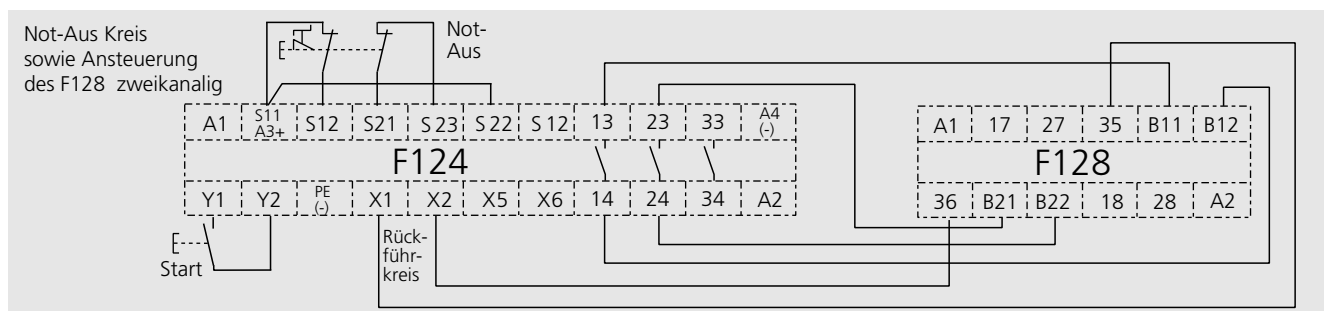 Not-Aus Kreis
sowie Ansteuerung
des F128 zweikanalig
Not-
Aus
A1 S11 A3+ S12 S21 S 23 S 22 S 12 13 23 33 A4 (-)
F124
Y1 Y2 PE (-) X1 X2 X5 X6 14 24 34 A2
Start
Rück-
führ-
kreis
A1 17 27 35 B11 B12
F128
36 B21 B22 18 28 A2